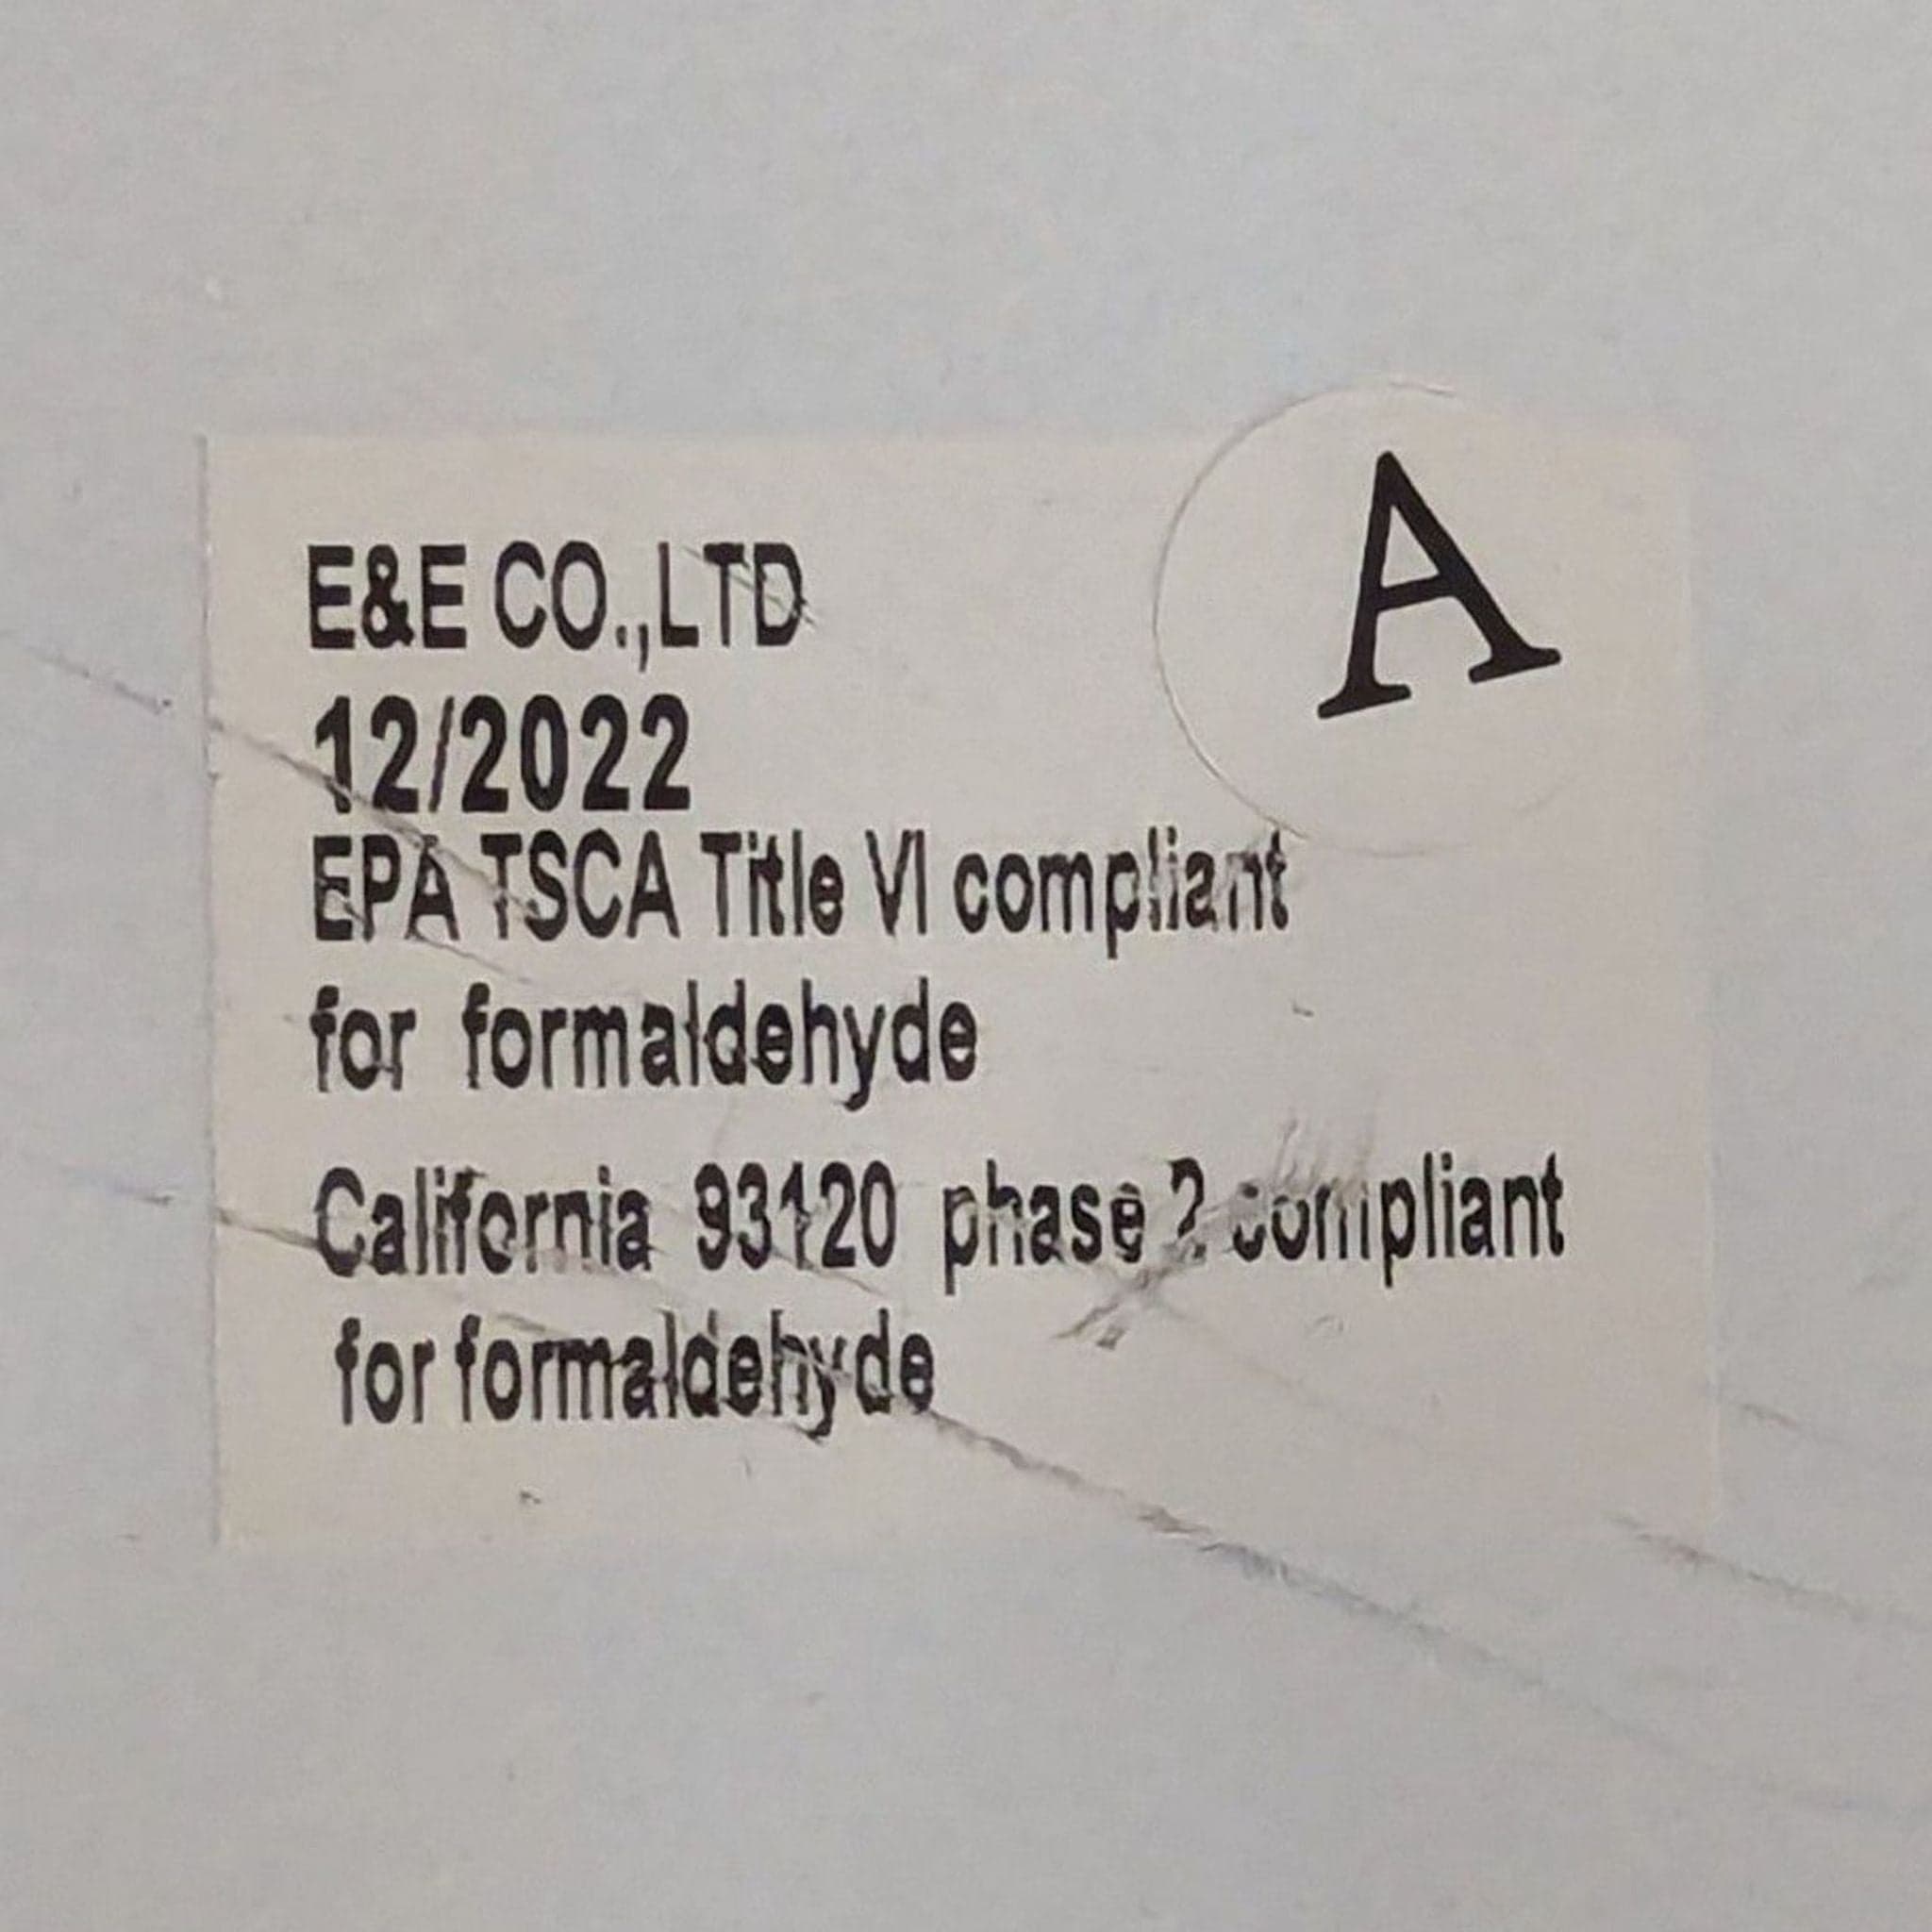 A
E&E CO.,LTD
12/2022
EPA TSCA Title VI compliant
for formaldehyde
California 93120 phase 2 compliant
for formaldehyde